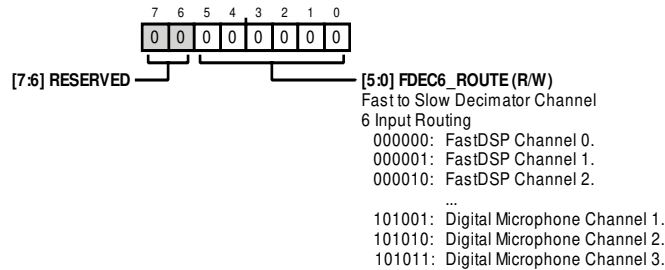 7 6 5 4 3 2 1 0
0 0 0 0 0 0 0 0
[7:6] RESERVED
[5:0] FDEC6_ROUTE (R/W)
Fast to Slow Decimator Channel
6 Input Routing
000000: FastDSP Channel 0.
000001: FastDSP Channel 1.
000010: FastDSP Channel 2.
...
101001: Digital Microphone Channel 1.
101010: Digital Microphone Channel 2.
101011: Digital Microphone Channel 3.